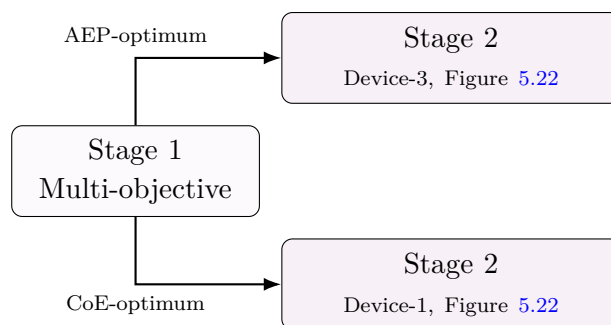 AEP-optimum
Stage 2
Device-3, Figure 5.22
Stage 1
Multi-objective
Stage 2
Device-1, Figure 5.22
CoE-optimum